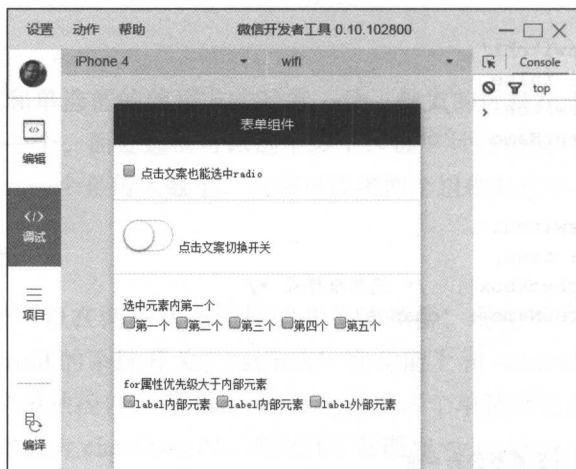 设置 动作 帮助 微信开发者工具 0.10.102800
iPhone 4 wifi Console
top
编辑
调试
项目
编译
表单组件
点击文案也能选中radio
点击文案切换开关
选中元素内第一个
第一个 第二个 第三个 第四个 第五个
for属性优先级大于内部元素
label内部元素 label内部元素 label外部元素